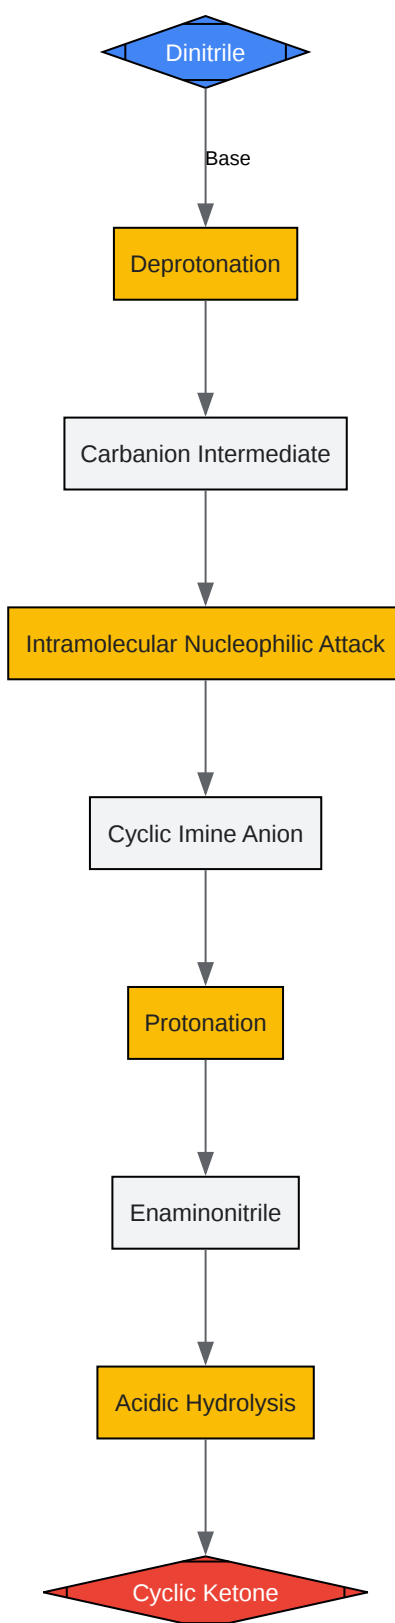 Dinitrile
Base
Deprotonation
Carbanion Intermediate
Intramolecular Nucleophilic Attack
Cyclic Imine Anion
Protonation
Enaminonitrile
Acidic Hydrolysis
Cyclic Ketone